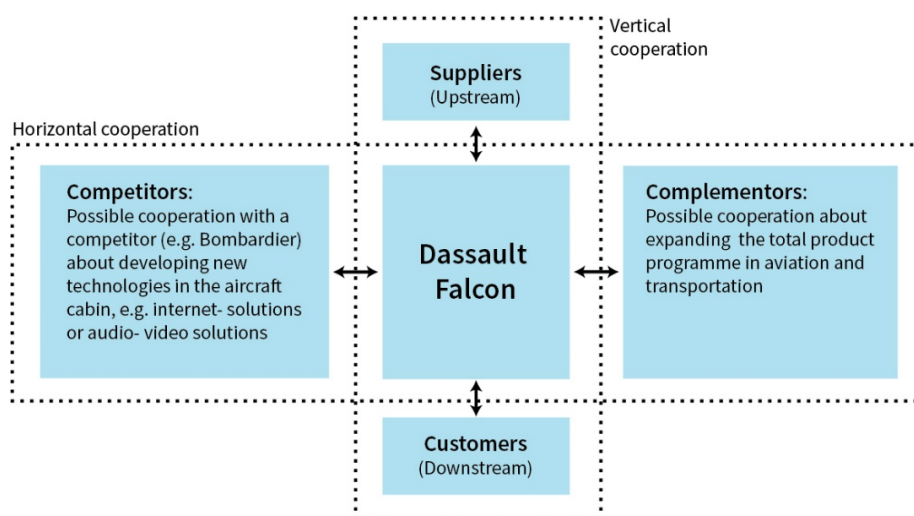 Vertical
cooperation
Suppliers
(Upstream)
Horizontal cooperation
Competitors:
Possible cooperation with a
competitor (e.g. Bombardier)
about developing new
technologies in the aircraft
cabin, e.g. internet- solutions
or audio- video solutions
Dassault
Falcon
Complementors:
Possible cooperation about
expanding the total product
programme in aviation and
transportation
Customers
(Downstream)